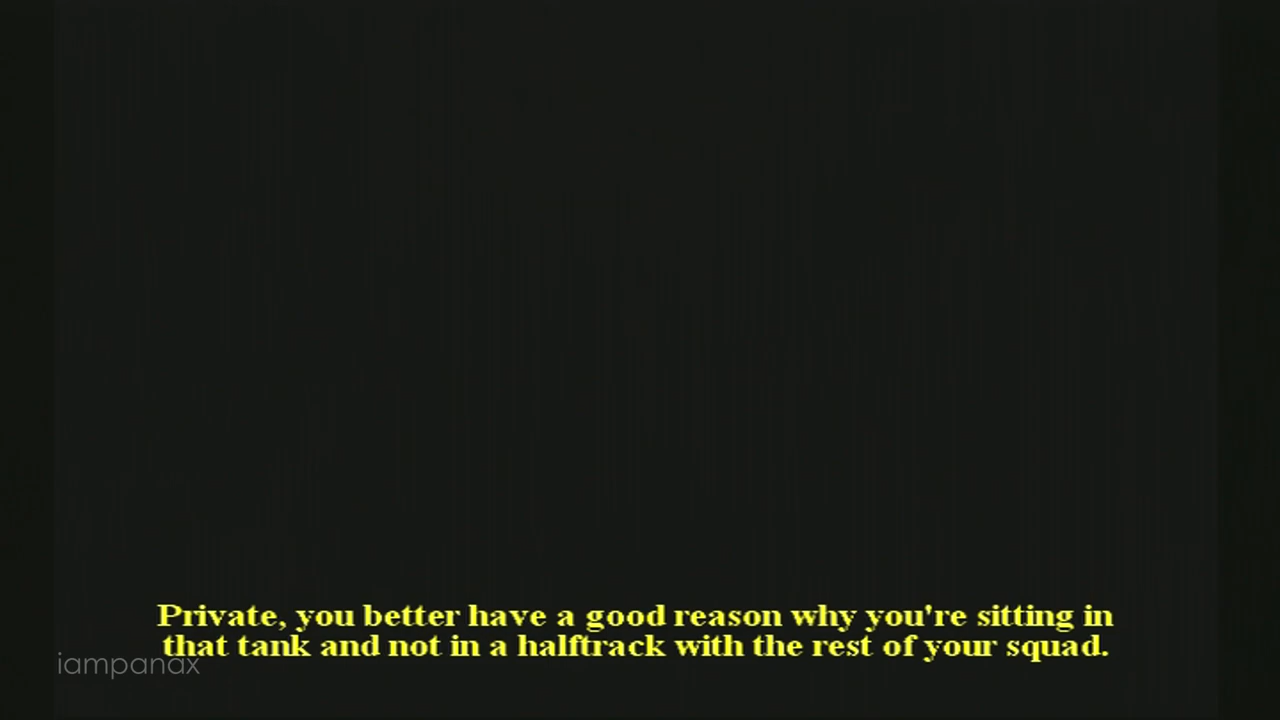 Private, you better have a good reason why you're sitting in
that tank and not in a halftrack with the rest of your squad.
iampanax